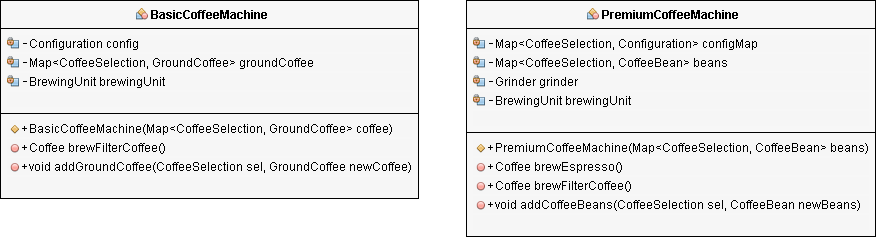 BasicCoffeeMachine
- Configuration config
- Map<CoffeeSelection, GroundCoffee> groundCoffee
- BrewingUnit brewingUnit
+ BasicCoffeeMachine(Map<CoffeeSelection, GroundCoffee> coffee)
+ Coffee brewFilterCoffee()
+ void addGroundCoffee(CoffeeSelection sel, GroundCoffee newCoffee)
PremiumCoffeeMachine
- Map<CoffeeSelection, Configuration> configMap
- Map<CoffeeSelection, CoffeeBean> beans
- Grinder grinder
- BrewingUnit brewingUnit
+ PremiumCoffeeMachine(Map<CoffeeSelection, CoffeeBean> beans)
+ Coffee brewEspresso()
+ Coffee brewFilterCoffee()
+ void addCoffeeBeans(CoffeeSelection sel, CoffeeBean newBeans)